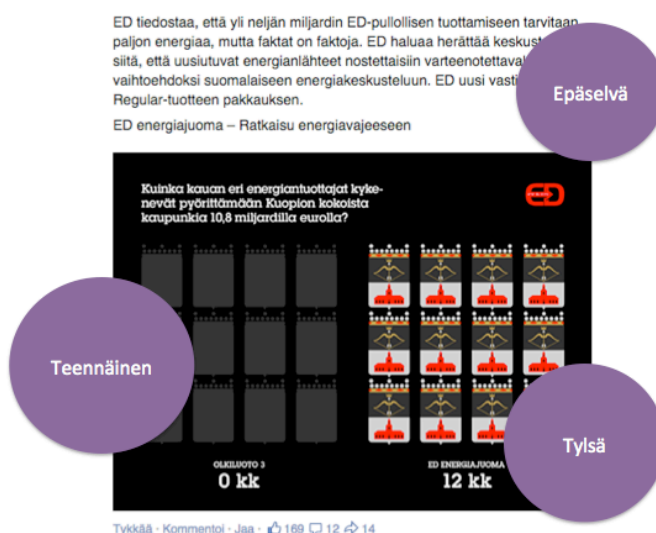 ED tiedostaa, että yli neljän miljardin ED-pullollisen tuottamiseen tarvitaan
paljon energiaa, mutta faktat on faktoja. ED haluaa herättää
siitä, että uusiutuvat energianlähteet nostettaisiin
vaihtoehdoksi suomalaiseen energiakeskusteluun. ED uusi
Regular-tuotteen pakkauksen.
Epäselvä
ED energiajuoma – Ratkaisu energiavajeeseen
Kuinka kauan eri energiantuottajat kyke-
nevät pyörittämään Kuopion kokoista
kaupunkia 10,8 miljardilla eurolla?
ED
Teennäinen
Tylsä
OLKILUOTO 3
0 kk
ED ENERGIAJUOMA
12 kk
Tykkää · Kommentoi · Jaa · 169 12 14